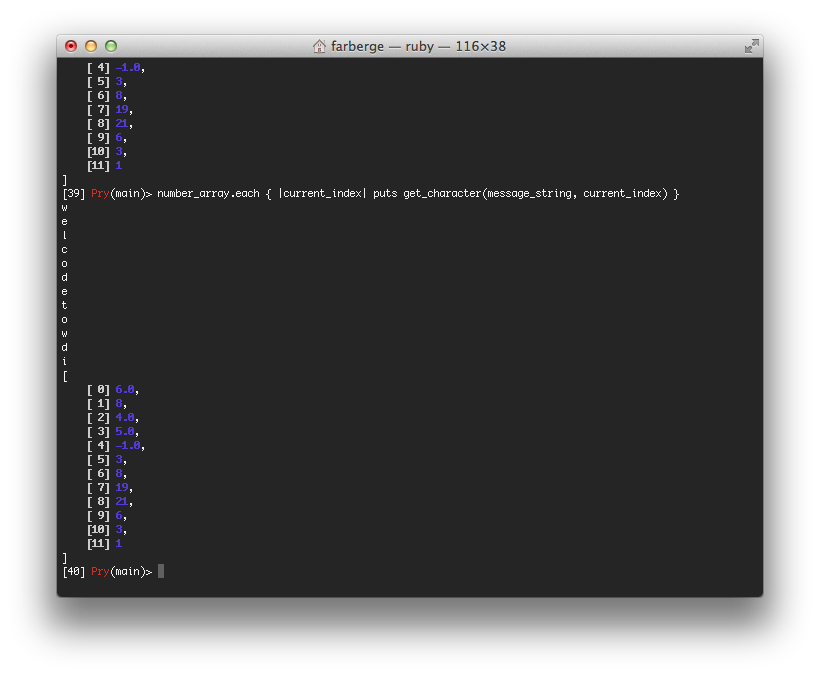 farberge — ruby — 116×38
[ 4] -1.0,
[ 5] 3,
[ 6] 8,
[ 7] 19,
[ 8] 21,
[ 9] 6,
[10] 3,
[11] 1
]
[39] Pry(main)> number_array.each { |current_index| puts get_character(message_string, current_index) }
w
e
l
c
o
d
e
t
o
w
d
i
[
[ 0] 6.0,
[ 1] 8,
[ 2] 4.0,
[ 3] 5.0,
[ 4] -1.0,
[ 5] 3,
[ 6] 8,
[ 7] 19,
[ 8] 21,
[ 9] 6,
[10] 3,
[11] 1
]
[40] Pry(main)>